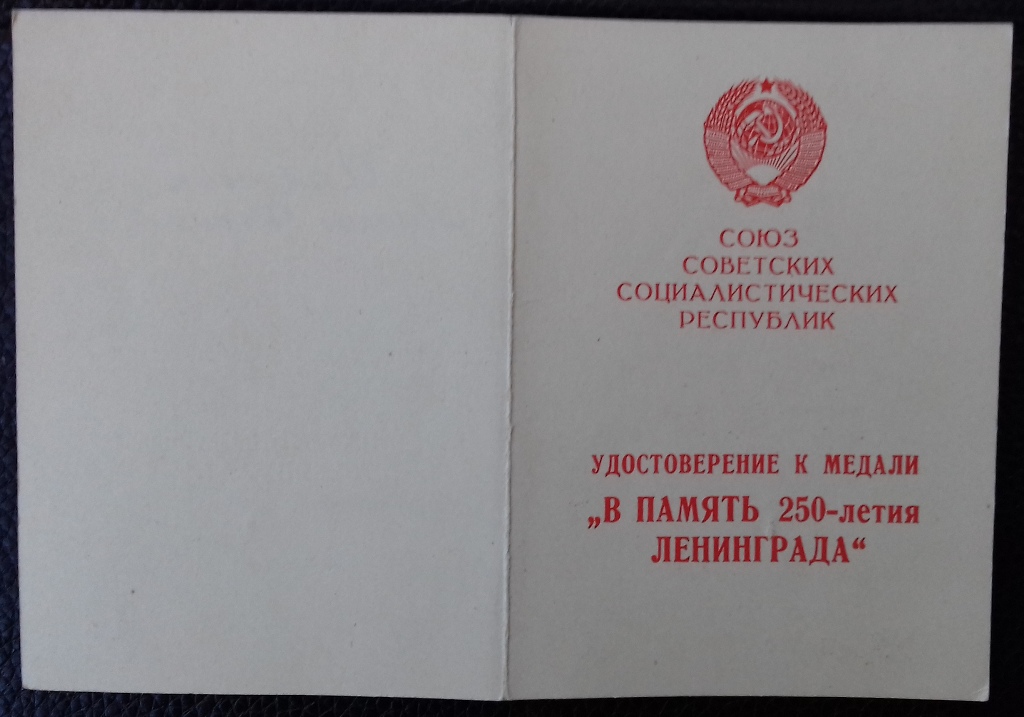 СОЮЗ
СОВЕТСКИХ
СОЦИАЛИСТИЧЕСКИХ
РЕСПУБЛИК
УДОСТОВЕРЕНИЕ К МЕДАЛИ
„В ПАМЯТЬ 250-летия
ЛЕНИНГРАДА“